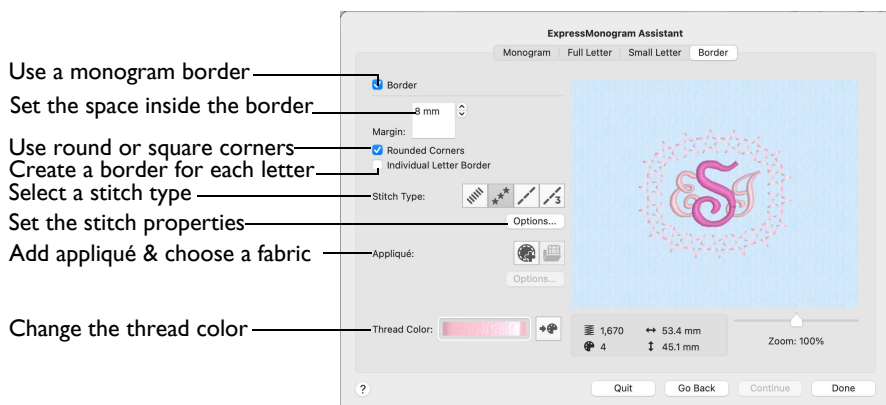 ExpressMonogram Assistant
Monogram Full Letter Small Letter Border
Use a monogram border
Border
Set the space inside the border
8 mm
Margin:
Use round or square corners
Rounded Corners
Create a border for each letter
Individual Letter Border
Select a stitch type
Stitch Type:
3
Set the stitch properties
Options...
Add appliqué & choose a fabric
Appliqué:
Options...
Change the thread color
Thread Color:
1,670 53.4 mm
4 45.1 mm
Zoom: 100%
ESJ
? Quit Go Back Continue Done